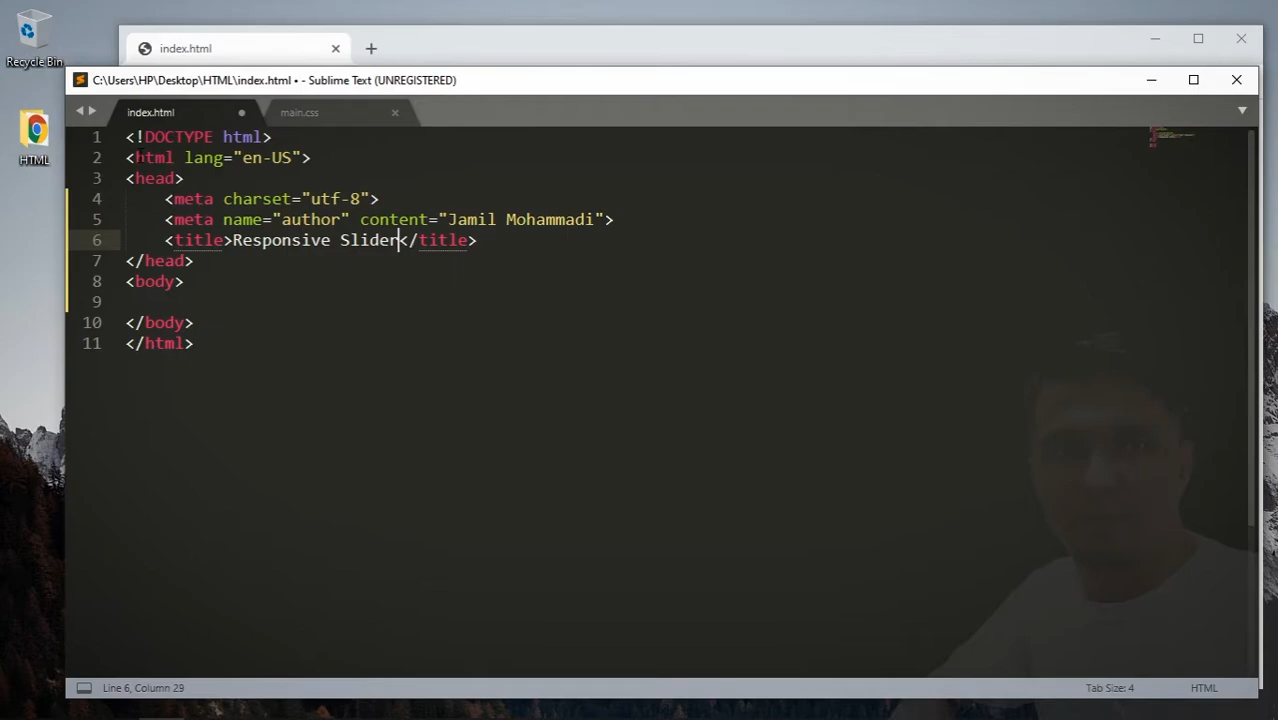 Recycle Bin
HTML
index.html
C:\Users\HP\Desktop\HTML\index.html • - Sublime Text (UNREGISTERED)
index.html
main.css
1 <!DOCTYPE html>
2 <html lang="en-US">
3 <head>
4 <meta charset="utf-8">
5 <meta name="author" content="Jamil Mohammadi">
6 <title>Responsive Slider</title>
7 </head>
8 <body>
9
10 </body>
11 </html>
Line 6, Column 29
Tab Size: 4
HTML